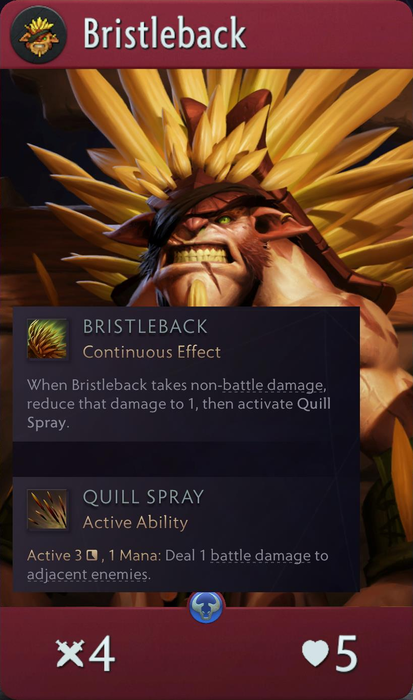 Bristleback
BRISTLEBACK
Continuous Effect
When Bristleback takes non-battle damage,
reduce that damage to 1, then activate Quill
Spray.
QUILL SPRAY
Active Ability
Active 3 , 1 Mana: Deal 1 battle damage to
adjacent enemies.
4 5